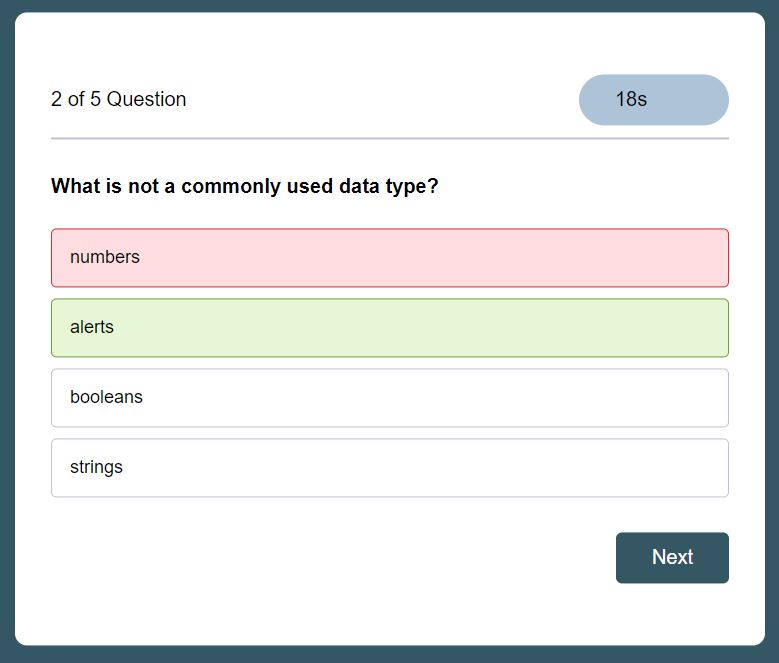 2 of 5 Question 18s
What is not a commonly used data type?
numbers
alerts
booleans
strings
Next